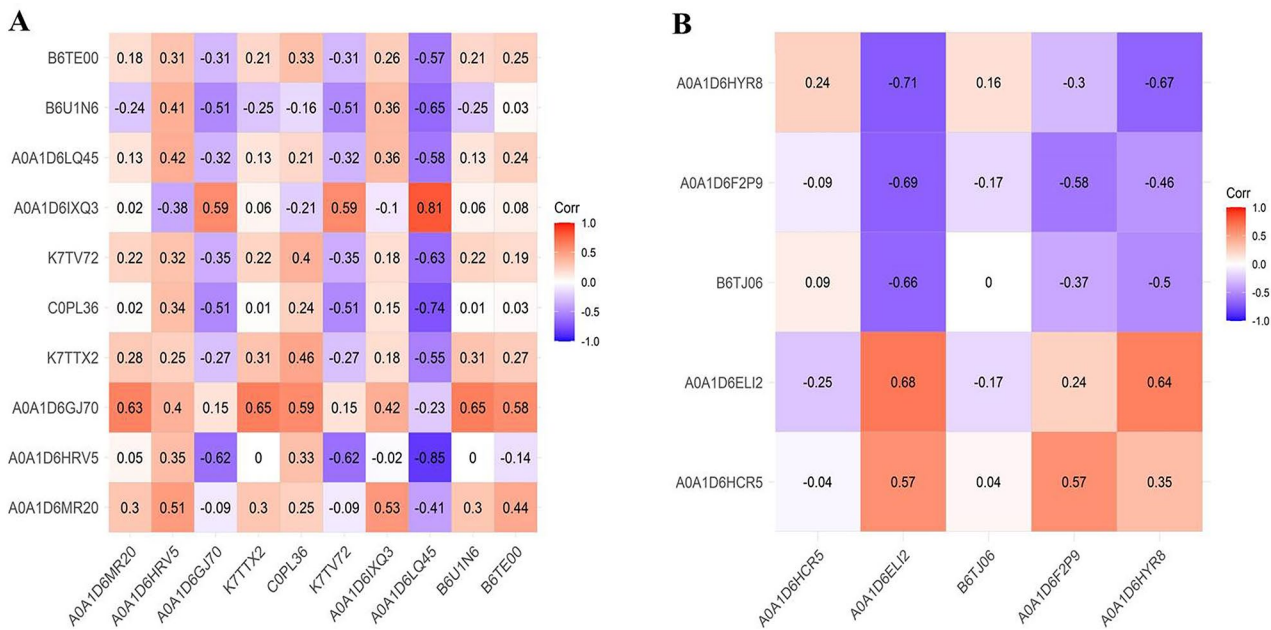 A
B6TE00 0.18 0.31 -0.31 0.21 0.33 -0.31 0.26 -0.57 0.21 0.25
B6U1N6 -0.24 0.41 -0.51 -0.25 -0.16 -0.51 0.36 -0.65 -0.25 0.03
A0A1D6LQ45 0.13 0.42 -0.32 0.13 0.21 -0.32 0.36 -0.58 0.13 0.24
A0A1D6IXQ3 0.02 -0.38 0.59 0.06 -0.21 0.59 -0.1 0.81 0.06 0.08
K7TV72 0.22 0.32 -0.35 0.22 0.4 -0.35 0.18 -0.63 0.22 0.19
C0PL36 0.02 0.34 -0.51 0.01 0.24 -0.51 0.15 -0.74 0.01 0.03
K7TTX2 0.28 0.25 -0.27 0.31 0.46 -0.27 0.18 -0.55 0.31 0.27
A0A1D6GJ70 0.63 0.4 0.15 0.65 0.59 0.15 0.42 -0.23 0.65 0.58
A0A1D6HRV5 0.05 0.35 -0.62 0 0.33 -0.62 -0.02 -0.85 0 -0.14
A0A1D6MR20 0.3 0.51 -0.09 0.3 0.25 -0.09 0.53 -0.41 0.3 0.44
A0A1D6MR20 A0A1D6HRV5 A0A1D6GJ70 K7TTX2 C0PL36 K7TV72 A0A1D6IXQ3 A0A1D6LQ45 B6U1N6 B6TE00
Corr
1.0
0.5
0.0
-0.5
-1.0
B
A0A1D6HYR8 0.24 -0.71 0.16 -0.3 -0.67
A0A1D6F2P9 -0.09 -0.69 -0.17 -0.58 -0.46
B6TJ06 0.09 -0.66 0 -0.37 -0.5
A0A1D6ELI2 -0.25 0.68 -0.17 0.24 0.64
A0A1D6HCR5 -0.04 0.57 0.04 0.57 0.35
A0A1D6HCR5 A0A1D6ELI2 B6TJ06 A0A1D6F2P9 A0A1D6HYR8
Corr
1.0
0.5
0.0
-0.5
-1.0